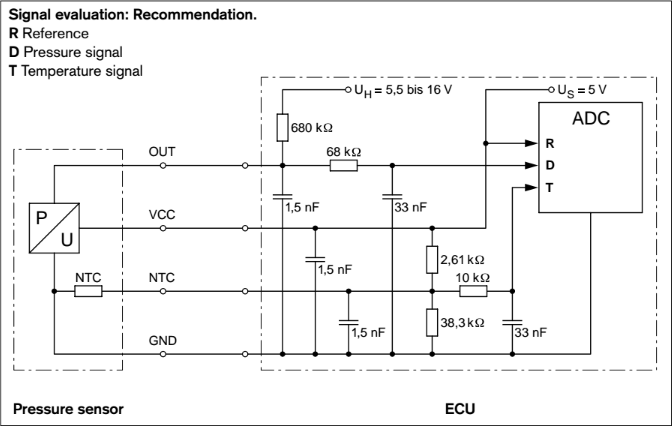 Signal evaluation: Recommendation.
R Reference
D Pressure signal
T Temperature signal
U_H = 5,5 bis 16 V
U_S = 5 V
ADC
680 kΩ
R
OUT
68 kΩ
D
T
P
U
1,5 nF
33 nF
VCC
2,61 kΩ
1,5 nF
NTC
NTC
10 kΩ
1,5 nF
38,3 kΩ
33 nF
GND
Pressure sensor
ECU